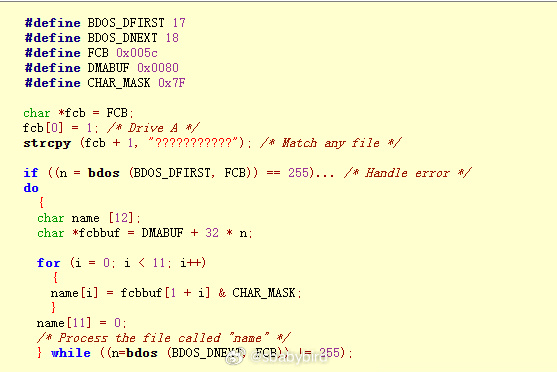 #define BDOS_DFIRST 17
#define BDOS_DNEXT 18
#define FCB 0x005c
#define DMABUF 0x0080
#define CHAR_MASK 0x7F

char *fcb = FCB;
fcb[0] = 1; /* Drive A */
strcpy (fcb + 1, "???????????"); /* Match any file */

if ((n = bdos (BDOS_DFIRST, FCB)) == 255)... /* Handle error */
do
  {
  char name [12];
  char *fcbbuf = DMABUF + 32 * n;

  for (i = 0; i < 11; i++)
    {
    name[i] = fcbbuf[1 + i] & CHAR_MASK;
    }
  name[11] = 0;
  /* Process the file called "name" */
  } while ((n=bdos (BDOS_DNEXT, FCB)) != 255);